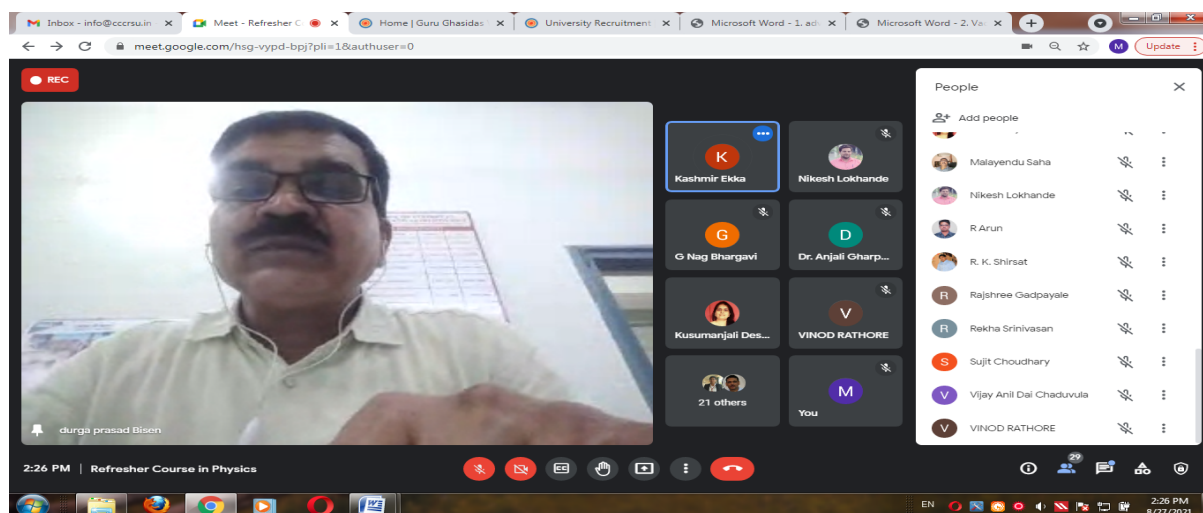 Inbox - info@cccrsu.in
Meet - Refresher C
Home | Guru Ghasidas
University Recruitment
Microsoft Word - 1. ad
Microsoft Word - 2. Va
meet.google.com/hsg-vypd-bpj?pli=1&authuser=0
M
Update
REC
durga prasad Bisen
K
Kashmir Ekka
Nikesh Lokhande
G
G Nag Bhargavi
D
Dr. Anjali Gharp...
Kusumanjali Des...
V
VINOD RATHORE
21 others
M
You
People
Add people
Malayendu Saha
Nikesh Lokhande
R Arun
R. K. Shirsat
R Rajshree Gadpayale
R Rekha Srinivasan
S Sujit Choudhary
V Vijay Anil Dai Chaduvula
V VINOD RATHORE
2:26 PM | Refresher Course in Physics
CC
29
EN
2:26 PM
8/27/2021